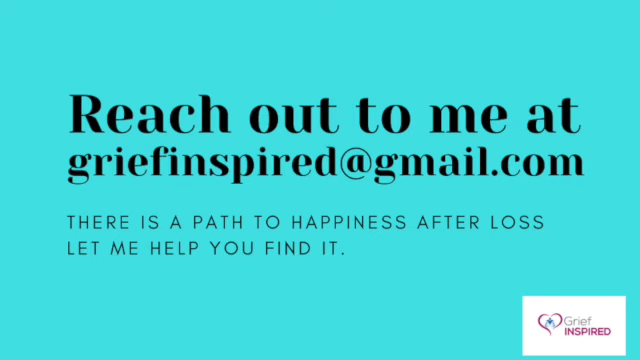 Reach out to me at
griefinspired@gmail.com
THERE IS A PATH TO HAPPINESS AFTER LOSS
LET ME HELP YOU FIND IT.
Grief
INSPIRED